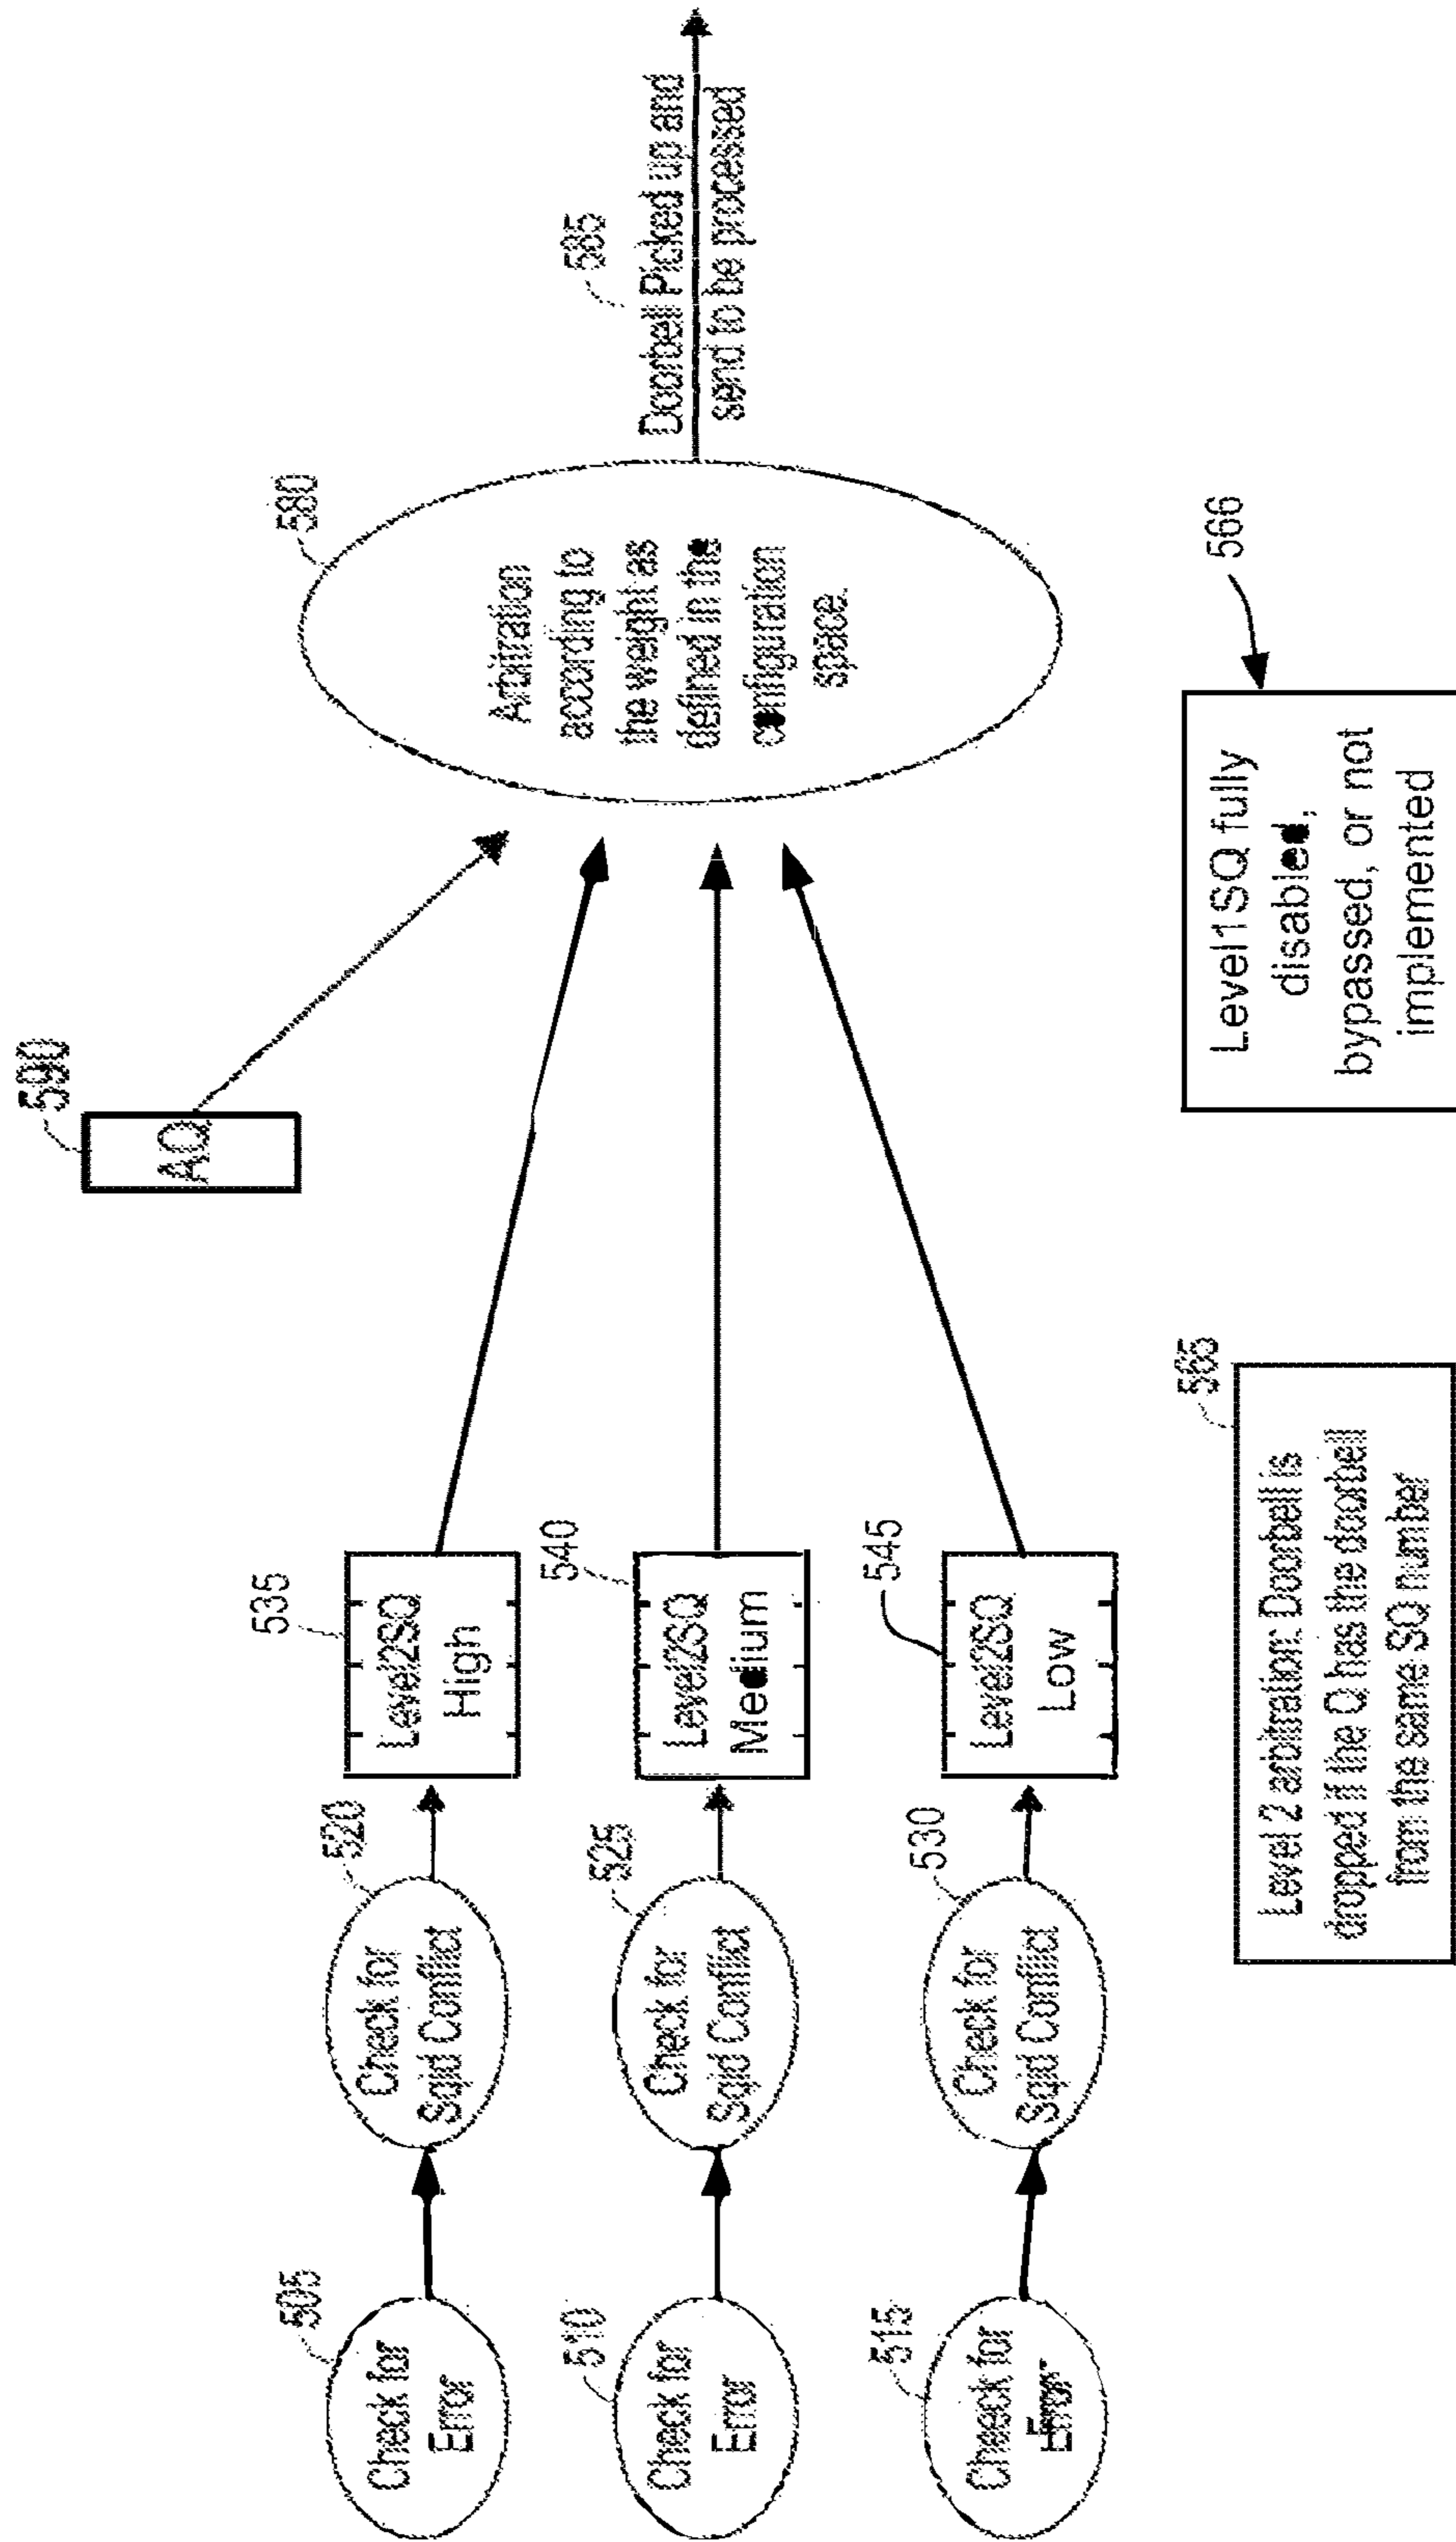 590
AQ
505
Check for
Error
520
Check for
Sqid Conflict
535
Level2SQ
High
510
Check for
Error
525
Check for
Sqid Conflict
540
Level2SQ
Medium
515
Check for
Error
530
Check for
Sqid Conflict
545
Level2SQ
Low
580
Arbitration
according to
the weight as
defined in the
configuration
space.
585
Doorbell Picked up and
send to be processed
565
Level 2 arbitration: Doorbell is
dropped if the Q has the doorbell
from the same SQ number
566
Level1SQ fully
disabled,
bypassed, or not
implemented